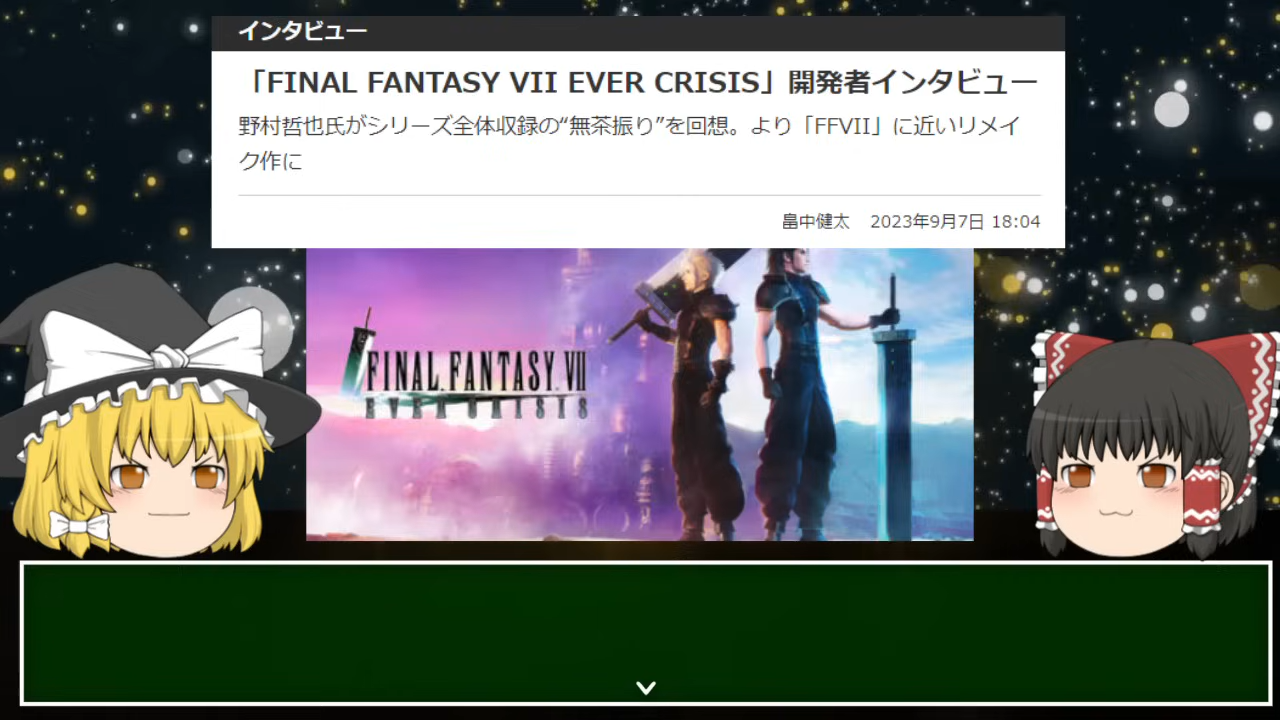 インタビュー
「FINAL FANTASY VII EVER CRISIS」開発者インタビュー
野村哲也氏がシリーズ全体収録の“無茶振り”を回想。より「FFVII」に近いリメイ
ク作に
畠中健太 2023年9月7日 18:04
FINAL FANTASY VII
EVER CRISIS